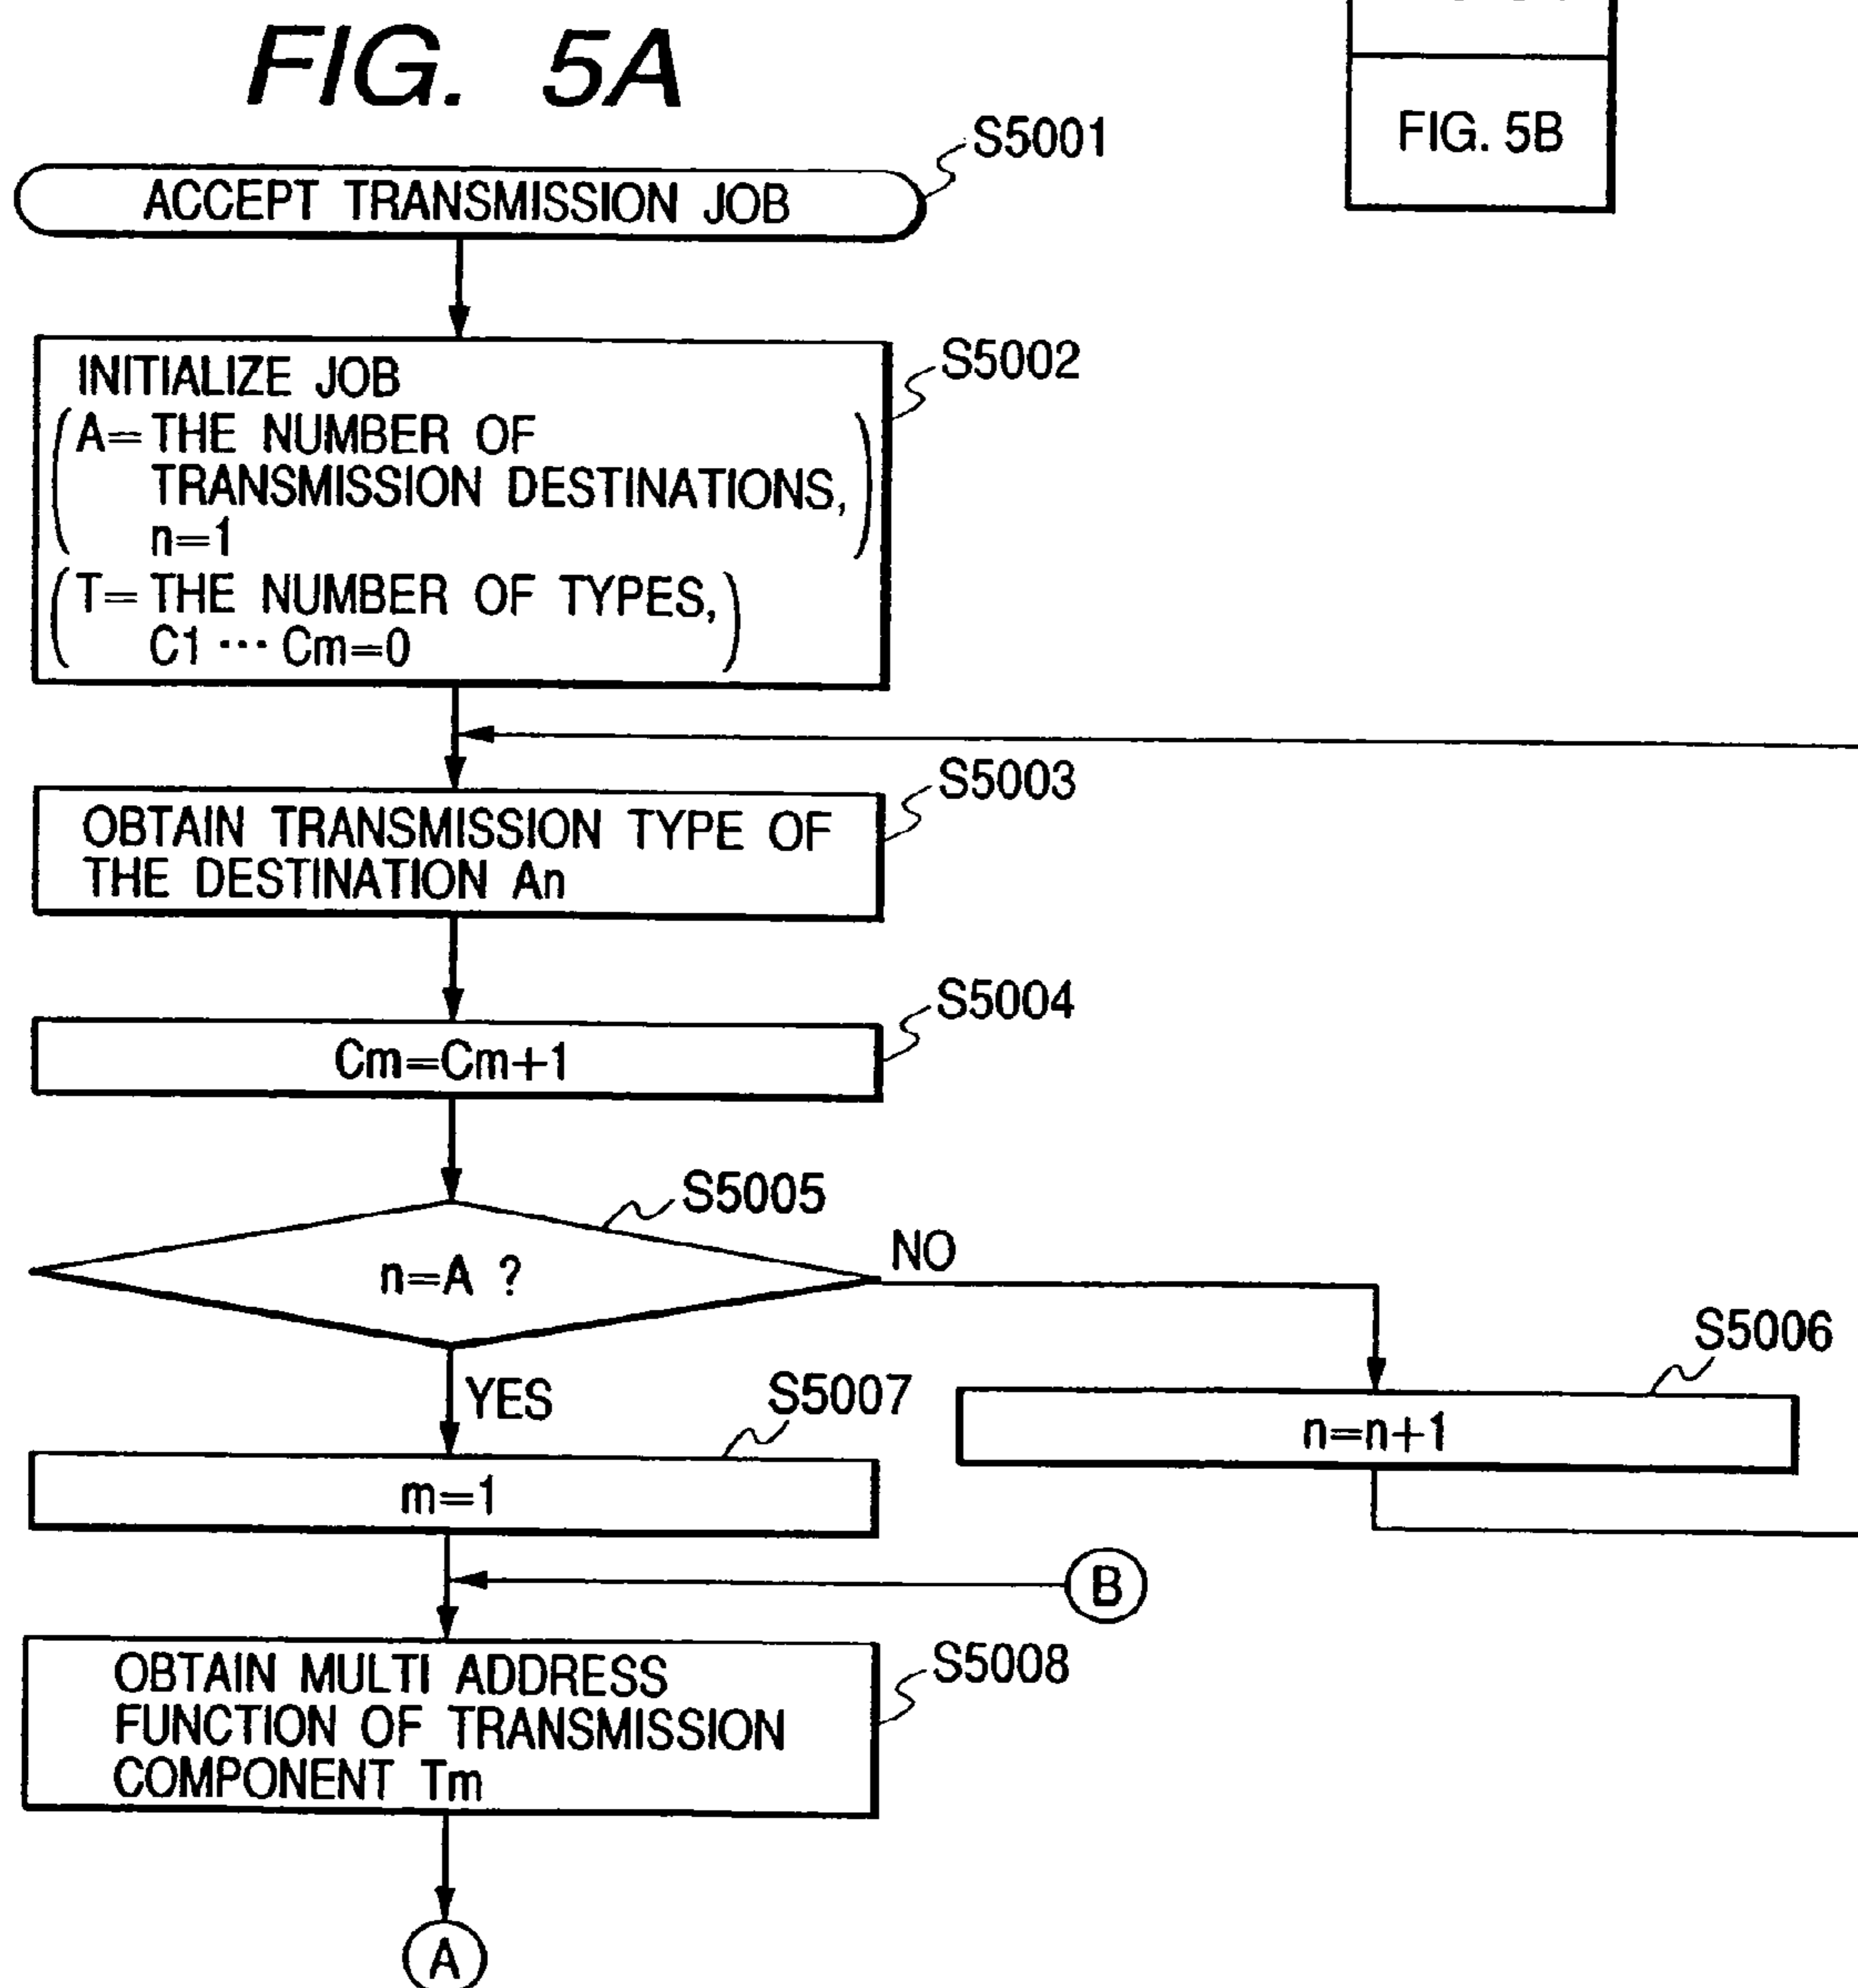 FIG. 5A
FIG. 5B
S5001
ACCEPT TRANSMISSION JOB
S5002
INITIALIZE JOB
(A=THE NUMBER OF
TRANSMISSION DESTINATIONS,
n=1)
(T=THE NUMBER OF TYPES,
C1 ··· Cm=0)
S5003
OBTAIN TRANSMISSION TYPE OF
THE DESTINATION An
S5004
Cm=Cm+1
S5005
n=A ?
NO
YES
S5006
n=n+1
S5007
m=1
B
S5008
OBTAIN MULTI ADDRESS
FUNCTION OF TRANSMISSION
COMPONENT Tm
A